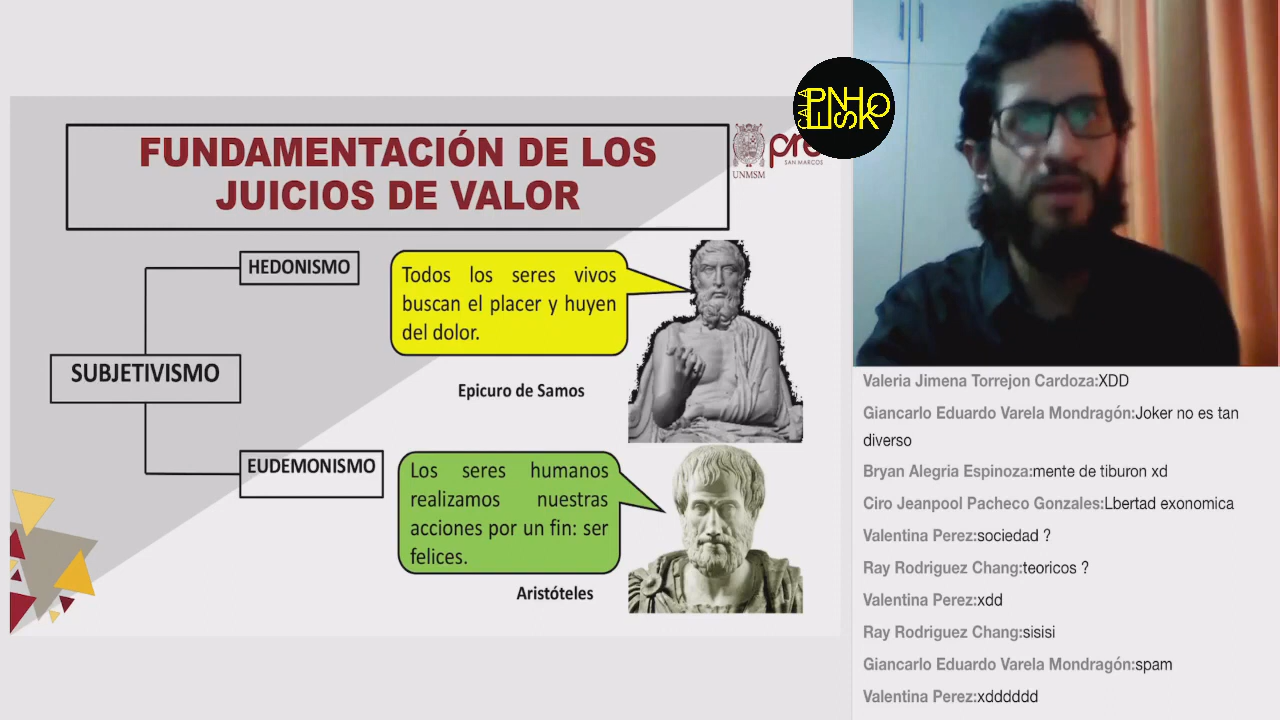 FUNDAMENTACIÓN DE LOS
JUICIOS DE VALOR
UNMSM
pre
SAN MARCOS
CALA
PNHO
ESK
HEDONISMO
Todos los seres vivos
buscan el placer y huyen
del dolor.
Epicuro de Samos
SUBJETIVISMO
EUDEMONISMO
Los seres humanos
realizamos nuestras
acciones por un fin: ser
felices.
Aristóteles
Valeria Jimena Torrejon Cardoza:XDD
Giancarlo Eduardo Varela Mondragón:Joker no es tan
diverso
Bryan Alegria Espinoza:mente de tiburon xd
Ciro Jeanpool Pacheco Gonzales:Lbertad exonomica
Valentina Perez:sociedad ?
Ray Rodriguez Chang:teoricos ?
Valentina Perez:xdd
Ray Rodriguez Chang:sisisi
Giancarlo Eduardo Varela Mondragón:spam
Valentina Perez:xdddddd